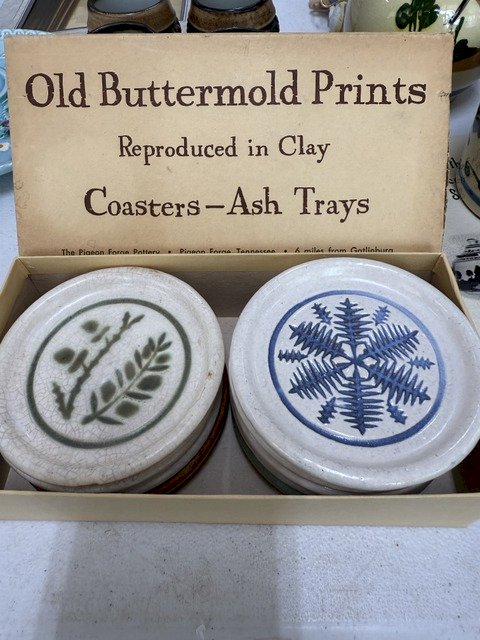 Old Buttermold Prints
Reproduced in Clay
Coasters—Ash Trays
The Pigeon Forge Pottery • Pigeon Forge, Tennessee • 6 miles from Gatlinburg